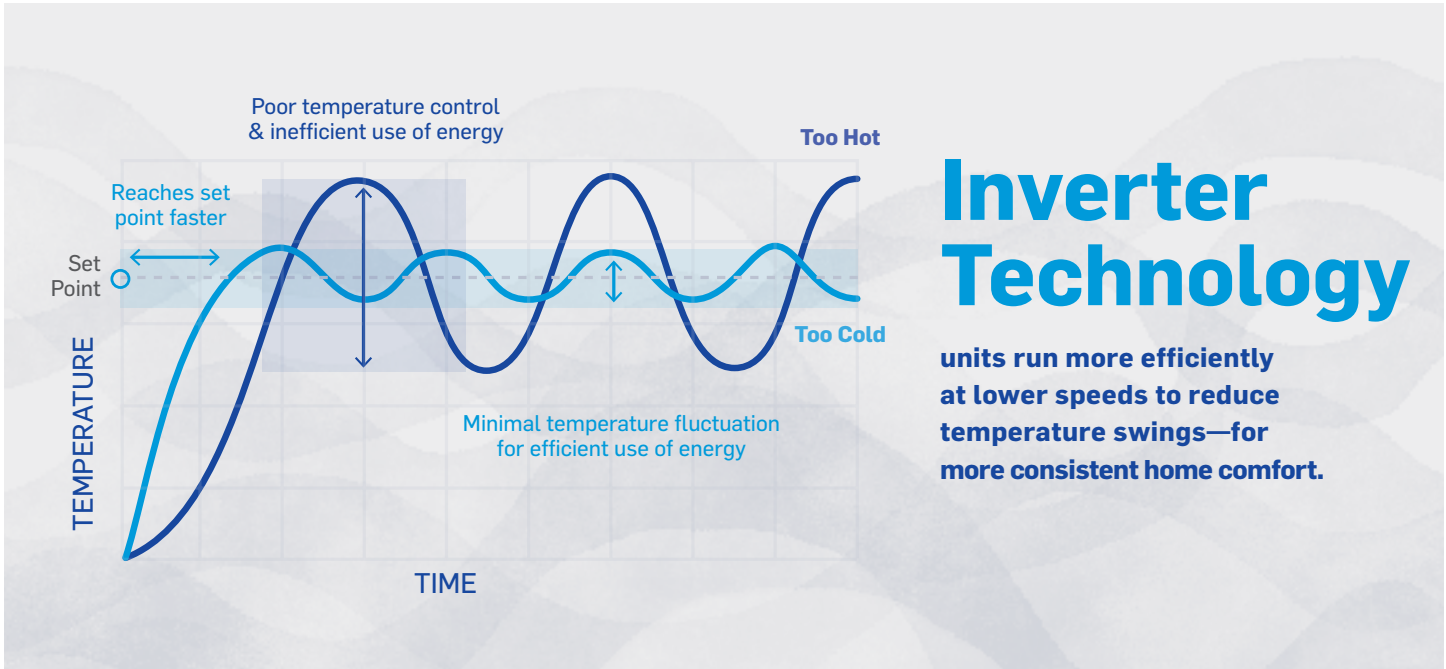 Poor temperature control
& inefficient use of energy
Too Hot
Reaches set
point faster
Set
Point
Too Cold
TEMPERATURE
Minimal temperature fluctuation
for efficient use of energy
TIME
Inverter
Technology
units run more efficiently
at lower speeds to reduce
temperature swings—for
more consistent home comfort.